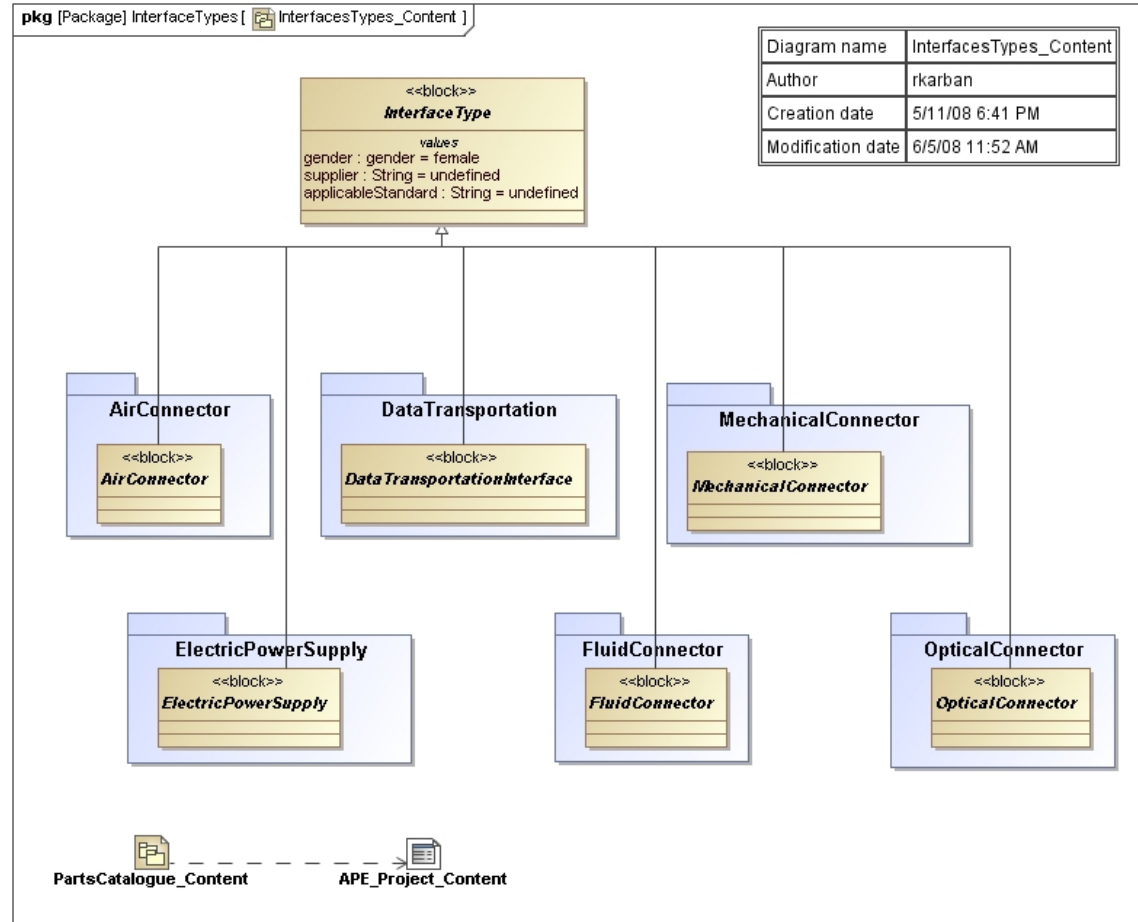 pkg [Package] InterfaceTypes [ InterfacesTypes_Content ]
Diagram name InterfacesTypes_Content
Author rkarban
Creation date 5/11/08 6:41 PM
Modification date 6/5/08 11:52 AM
<<block>>
InterfaceType
values
gender : gender = female
supplier : String = undefined
applicableStandard : String = undefined
AirConnector
<<block>>
AirConnector
DataTransportation
<<block>>
DataTransportationInterface
MechanicalConnector
<<block>>
MechanicalConnector
ElectricPowerSupply
<<block>>
ElectricPowerSupply
FluidConnector
<<block>>
FluidConnector
OpticalConnector
<<block>>
OpticalConnector
PartsCatalogue_Content
APE_Project_Content